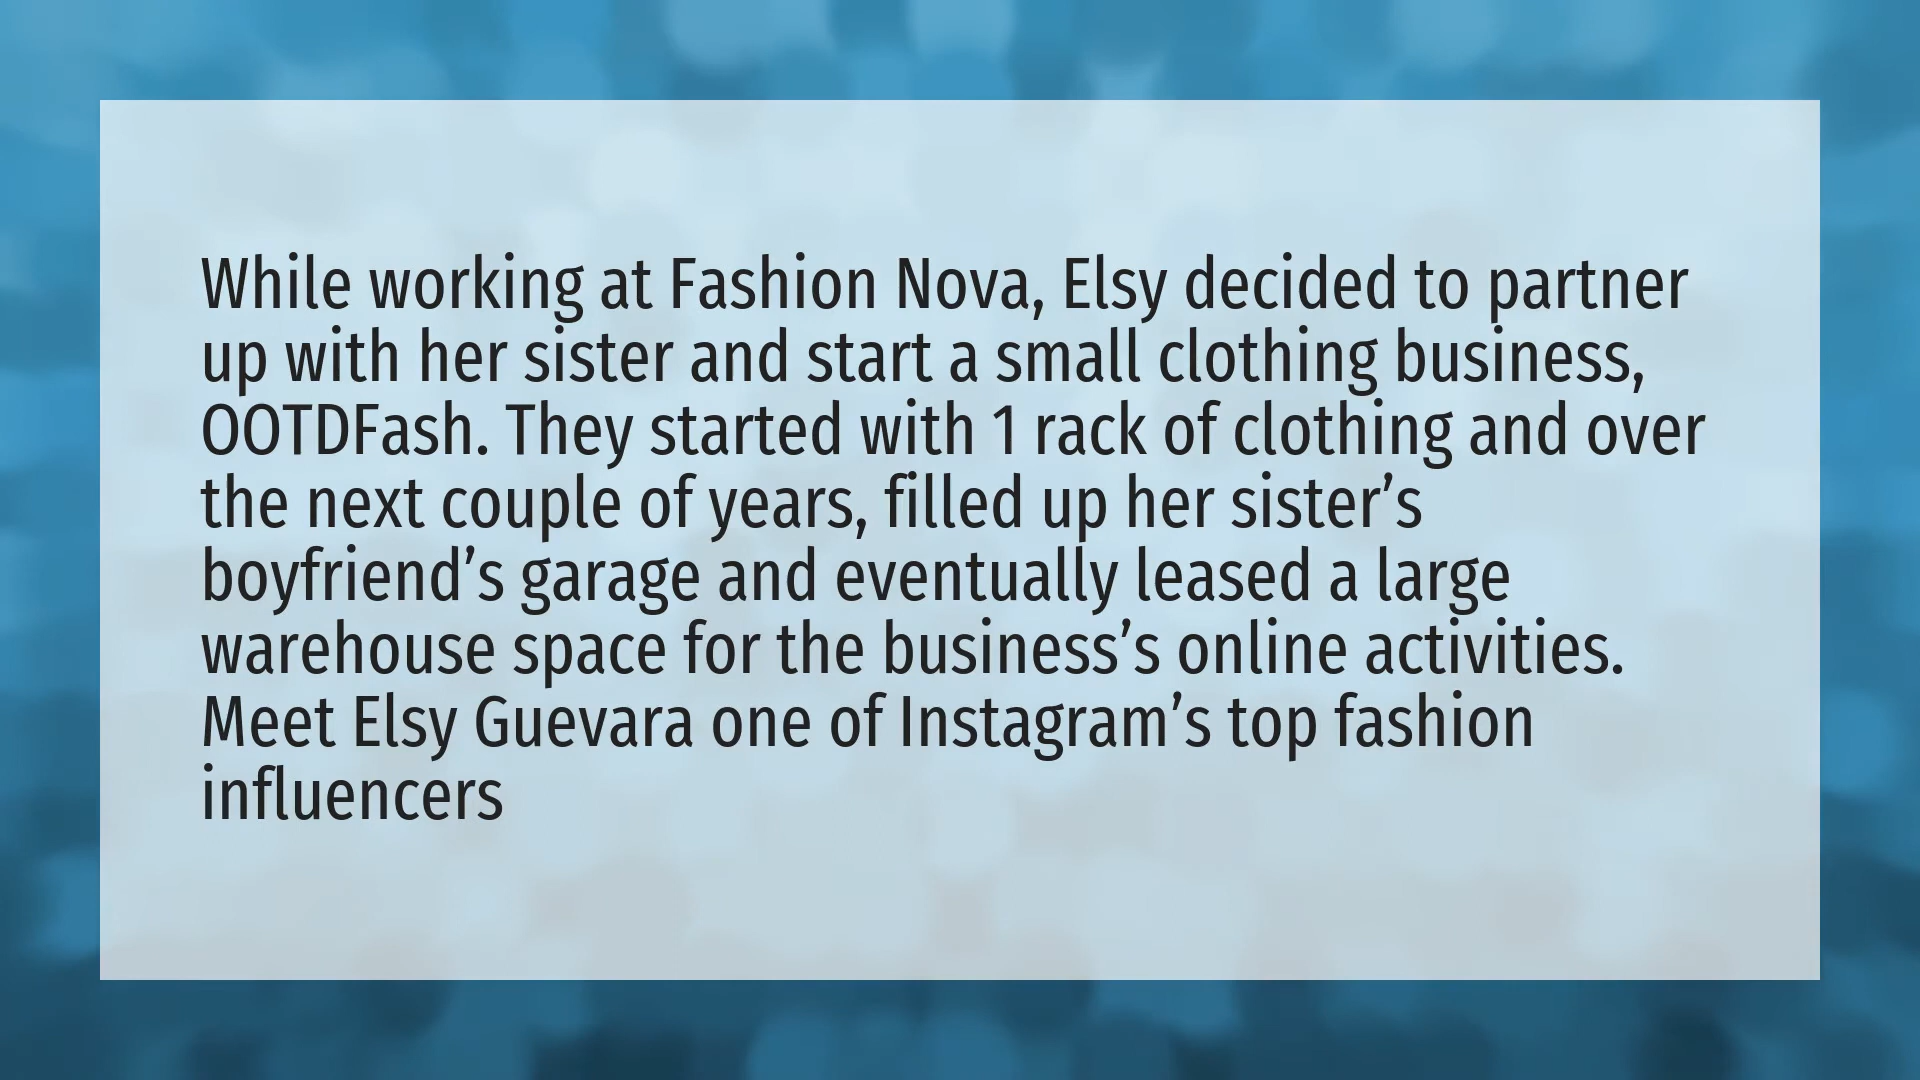 While working at Fashion Nova, Elsy decided to partner
up with her sister and start a small clothing business,
OOTDFash. They started with 1 rack of clothing and over
the next couple of years, filled up her sister’s
boyfriend’s garage and eventually leased a large
warehouse space for the business’s online activities.
Meet Elsy Guevara one of Instagram’s top fashion
influencers